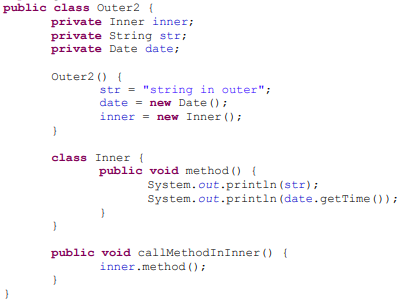 public class Outer2 {
        private Inner inner;
        private String str;
        private Date date;

        Outer2() {
                str = "string in outer";
                date = new Date();
                inner = new Inner();
        }

        class Inner {
                public void method() {
                        System.out.println(str);
                        System.out.println(date.getTime());
                }
        }

        public void callMethodInInner() {
                inner.method();
        }
}